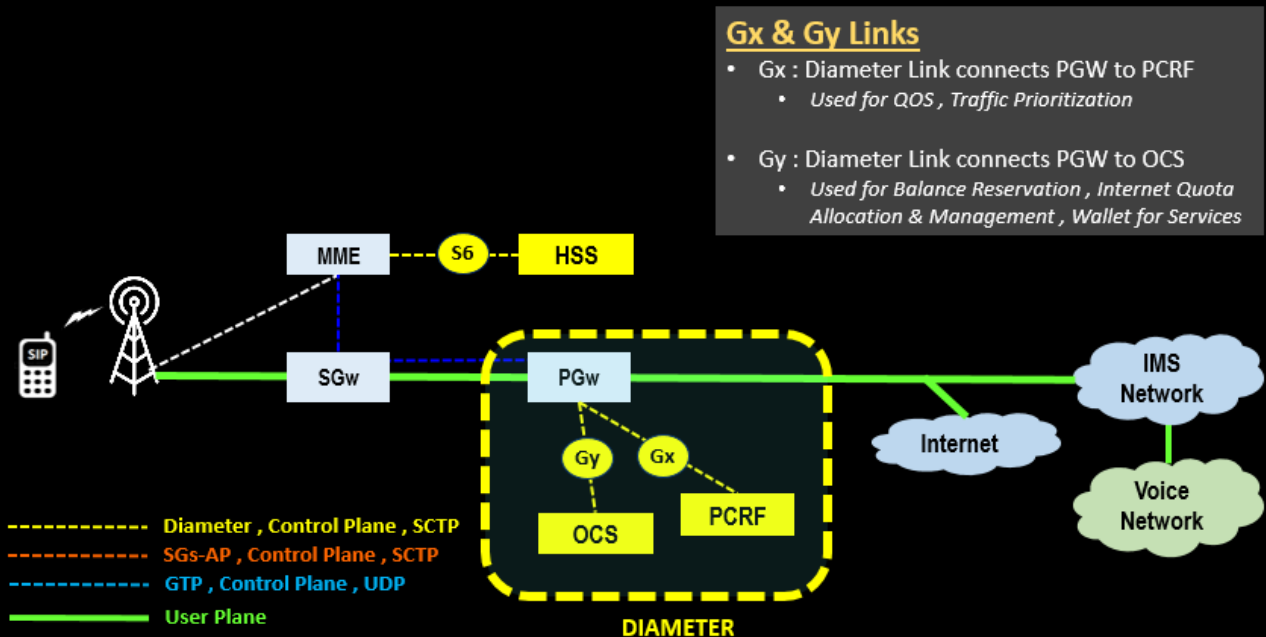 Gx & Gy Links
• Gx : Diameter Link connects PGW to PCRF
• Used for QOS , Traffic Prioritization
• Gy : Diameter Link connects PGW to OCS
• Used for Balance Reservation , Internet Quota
Allocation & Management , Wallet for Services
MME
S6
HSS
SIP
SGw
PGw
IMS
Network
Internet
Gy
Gx
OCS
PCRF
Voice
Network
Diameter , Control Plane , SCTP
SGs-AP , Control Plane , SCTP
GTP , Control Plane , UDP
User Plane
DIAMETER